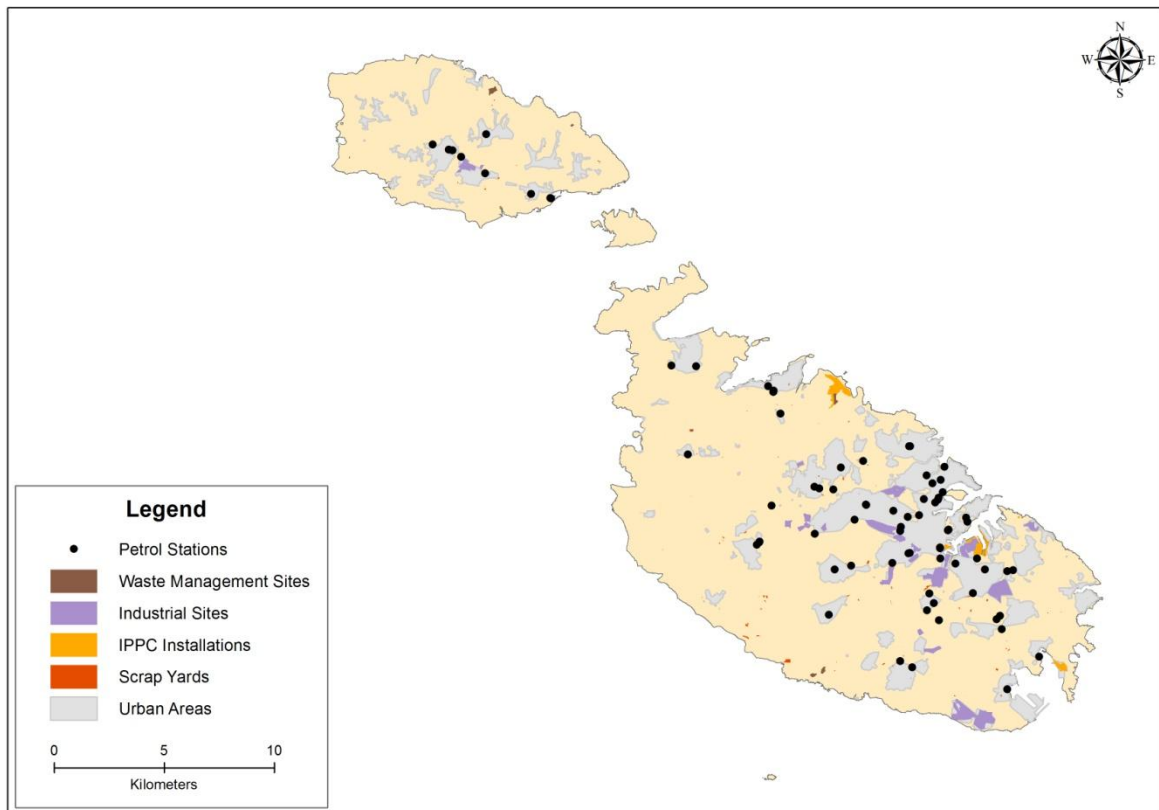 N
W E
S
Legend
Petrol Stations
Waste Management Sites
Industrial Sites
IPPC Installations
Scrap Yards
Urban Areas
0 5 10
Kilometers